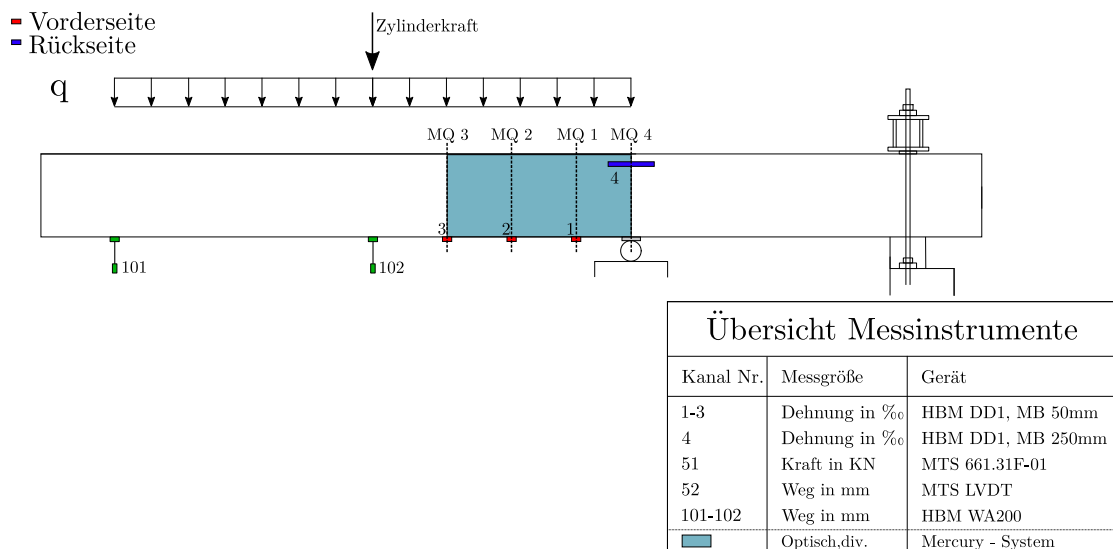 Vorderseite
Rückseite
Zylinderkraft
q
MQ 3 MQ 2 MQ 1 MQ 4
4
3 2 1
101 102
Übersicht Messinstrumente
Kanal Nr. Messgröße Gerät
1-3 Dehnung in ‰ HBM DD1, MB 50mm
4 Dehnung in ‰ HBM DD1, MB 250mm
51 Kraft in KN MTS 661.31F-01
52 Weg in mm MTS LVDT
101-102 Weg in mm HBM WA200
Optisch,div. Mercury - System